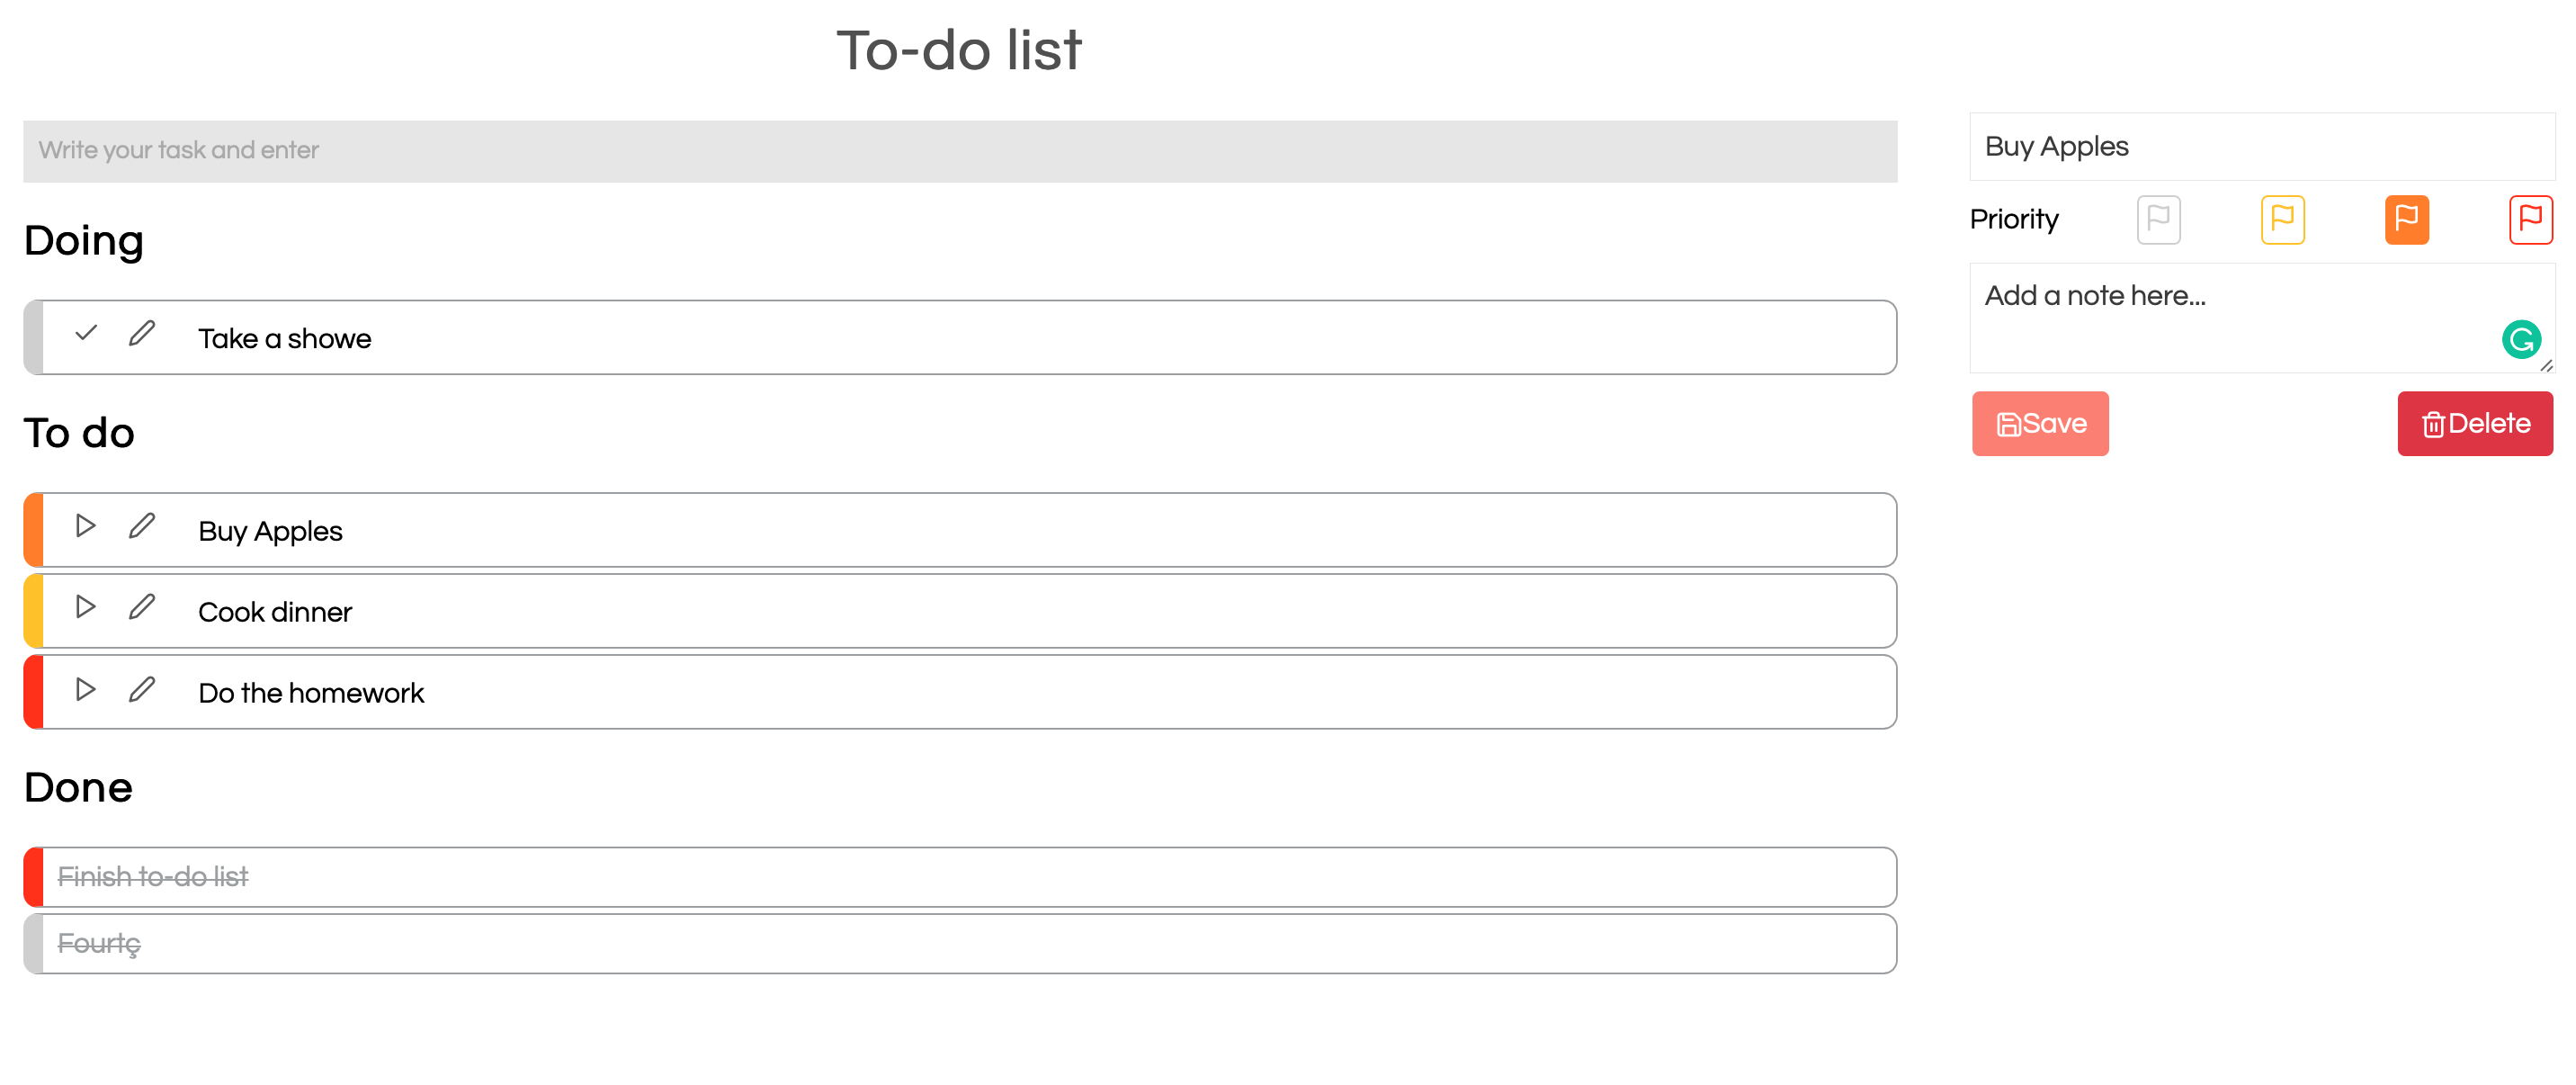 To-do list
Write your task and enter
Doing
Take a showe
To do
Buy Apples
Cook dinner
Do the homework
Done
Finish to-do list
Fourtç
Buy Apples
Priority
Add a note here...
Save
Delete